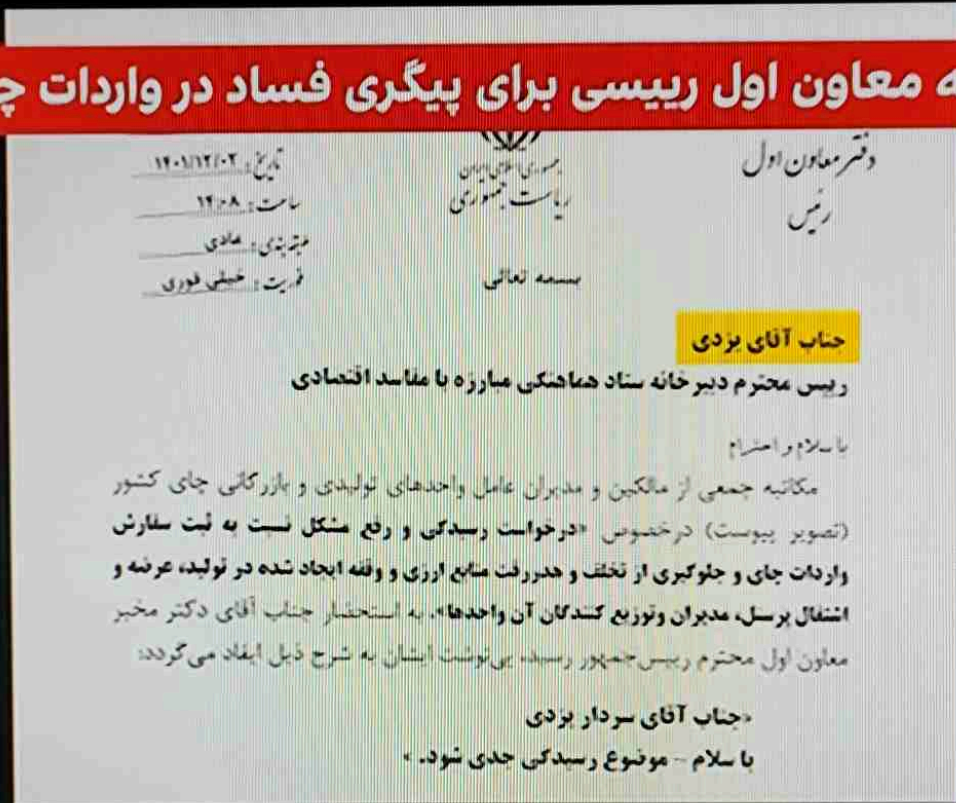 ه معاون اول رییسی برای پیگری فساد در واردات چ
دفتر معاون اول
رئیس
جمهوری اسلامی ایران
ریاست جمهوری
تاریخ: ۱۴۰۱/۱۲/۰۲
ساعت: ۱۴:۰۸
طبقه بندی: عادی
فوریت: خیلی فوری
بسمه تعالی
جناب آقای یزدی
رییس محترم دبیرخانه ستاد هماهنگی مبارزه با مفاسد اقتصادی
با سلام و احترام
مکاتبه جمعی از مالکین و مدیران عامل واحدهای تولیدی و بازرگانی چای کشور
(تصویر پیوست) درخصوص «درخواست رسیدگی و رفع مشکل نسبت به ثبت سفارش
واردات چای و جلوگیری از تخلف و هدررفت منابع ارزی و وقفه ایجاد شده در تولید، عرضه و
اشتغال پرسنل، مدیران وتوزیع کنندگان آن واحدها»، به استحضار جناب آقای دکتر مخبر
معاون اول محترم رییس‌جمهور رسید، پی‌نوشت ایشان به شرح ذیل ایفاد می‌گردد:
«جناب آقای سردار یزدی
با سلام - موضوع رسیدگی جدی شود. »